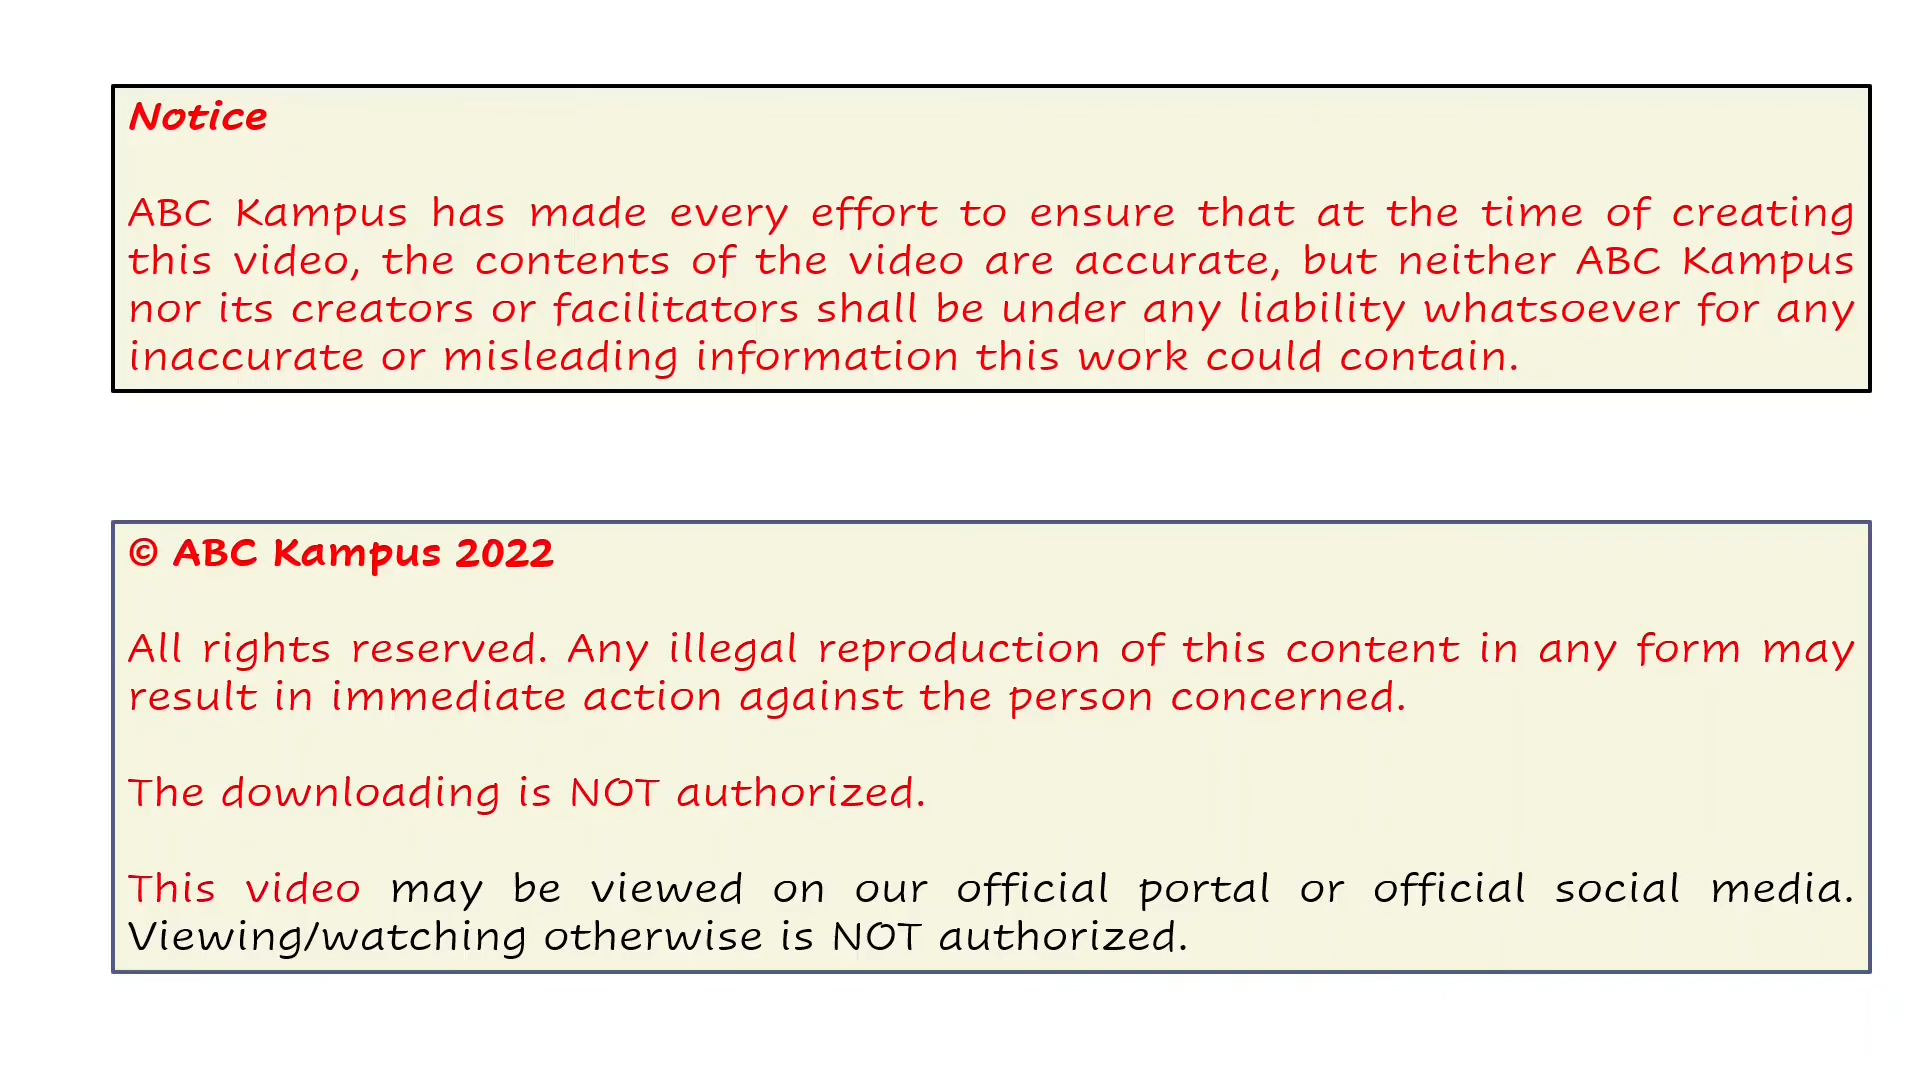 Notice
ABC Kampus has made every effort to ensure that at the time of creating
this video, the contents of the video are accurate, but neither ABC Kampus
nor its creators or facilitators shall be under any liability whatsoever for any
inaccurate or misleading information this work could contain.
© ABC Kampus 2022
All rights reserved. Any illegal reproduction of this content in any form may
result in immediate action against the person concerned.
The downloading is NOT authorized.
This video may be viewed on our official portal or official social media.
Viewing/watching otherwise is NOT authorized.